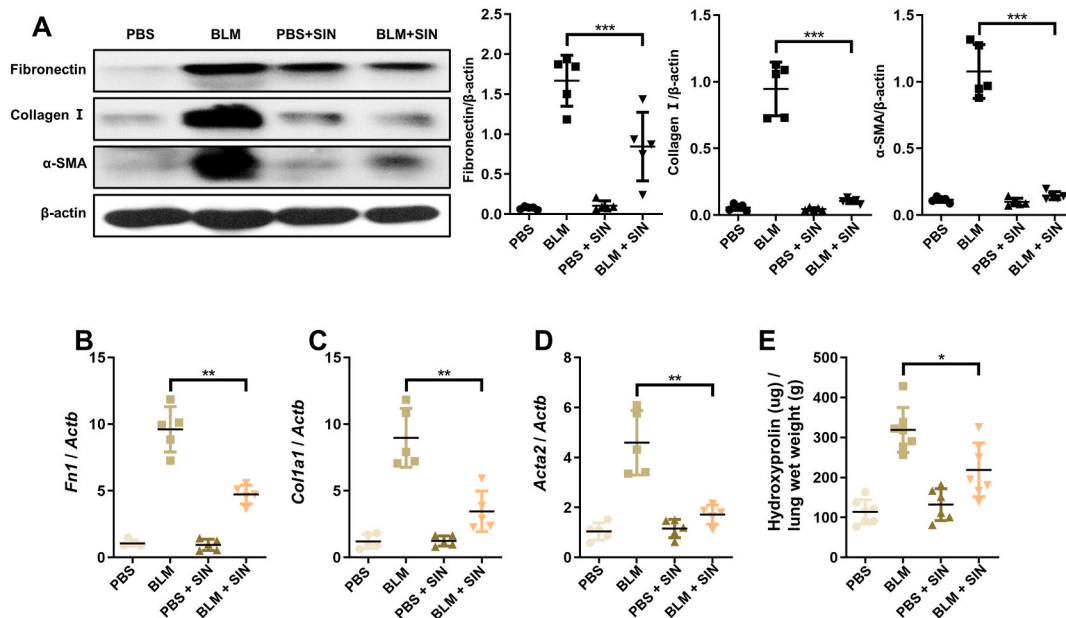 A
PBS BLM PBS+SIN BLM+SIN
Fibronectin
Collagen I
α-SMA
β-actin
Fibronectin/β-actin
2.5
2.0
1.5
1.0
0.5
0.0
***
PBS
BLM
PBS + SIN
BLM + SIN
Collagen I/β-actin
1.5
1.0
0.5
0.0
***
PBS
BLM
PBS + SIN
BLM + SIN
α-SMA/β-actin
1.5
1.0
0.5
0.0
***
PBS
BLM
PBS + SIN
BLM + SIN
B
Fn1 / Actb
15
10
5
0
**
PBS
BLM
PBS + SIN
BLM + SIN
C
Col1a1 / Actb
15
10
5
0
**
PBS
BLM
PBS + SIN
BLM + SIN
D
Acta2 / Actb
8
6
4
2
0
**
PBS
BLM
PBS + SIN
BLM + SIN
E
Hydroxyprolin (ug) /
lung wet weight (g)
500
400
300
200
100
0
*
PBS
BLM
PBS + SIN
BLM + SIN